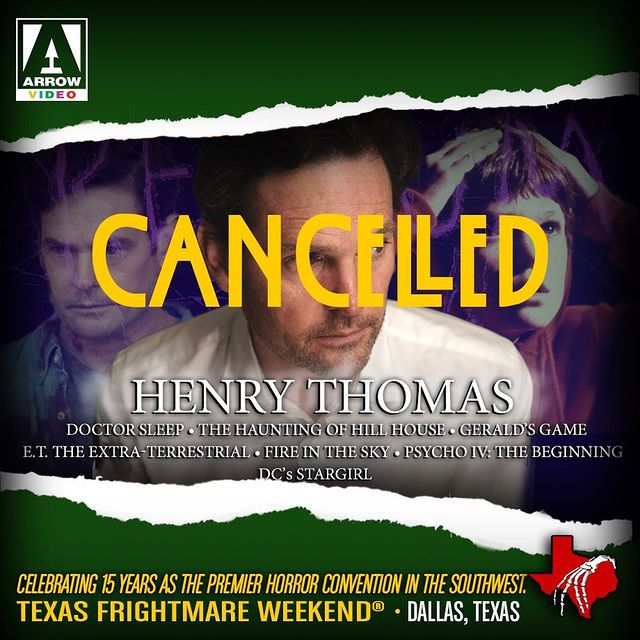 A
ARROW
VIDEO
CANCELLED
HENRY THOMAS
DOCTOR SLEEP • THE HAUNTING OF HILL HOUSE • GERALD'S GAME
E.T. THE EXTRA-TERRESTRIAL • FIRE IN THE SKY • PSYCHO IV: THE BEGINNING
DC's STARGIRL
CELEBRATING 15 YEARS AS THE PREMIER HORROR CONVENTION IN THE SOUTHWEST.
TEXAS FRIGHTMARE WEEKEND® • DALLAS, TEXAS